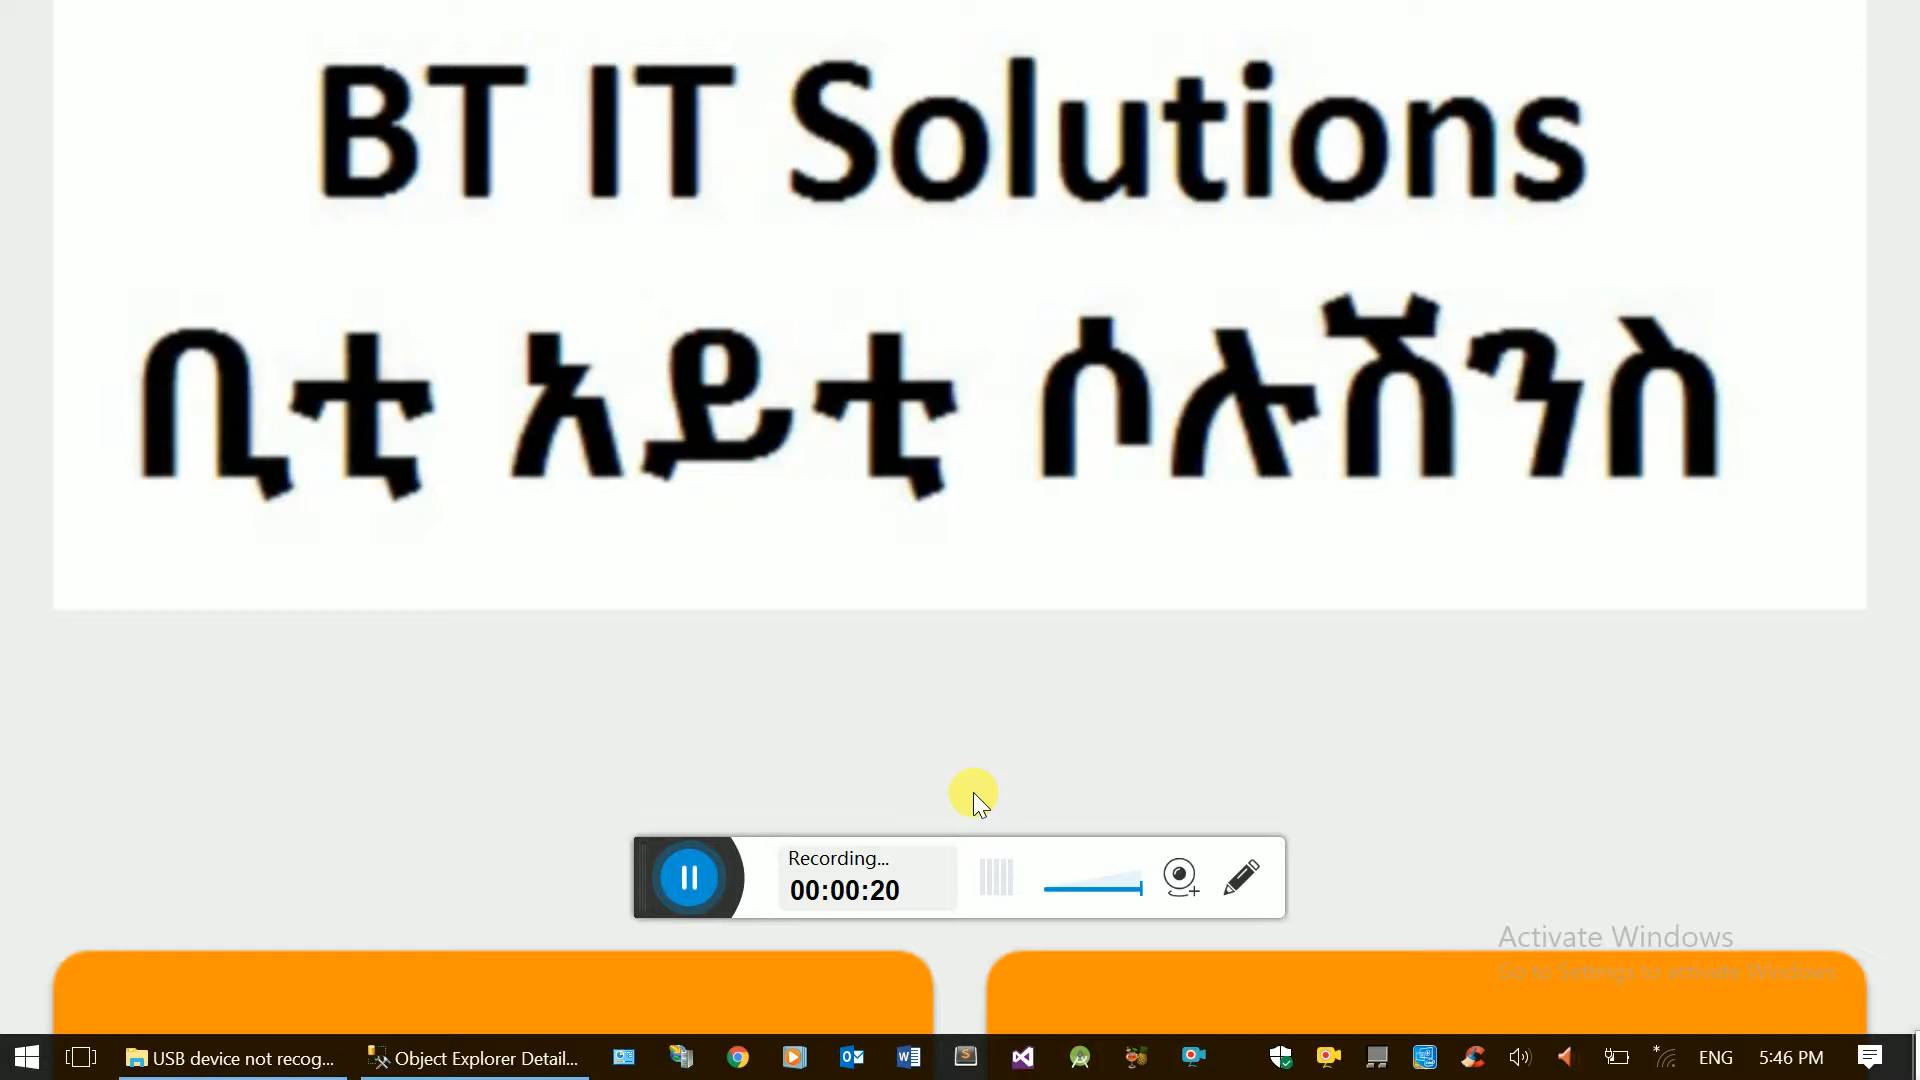 BT IT Solutions
ቢቲ አይቲ ሶሉሽንስ
Recording...
00:00:20
Activate Windows
Go to Settings to activate Windows.
USB device not recog...
Object Explorer Detail...
ENG
5:46 PM